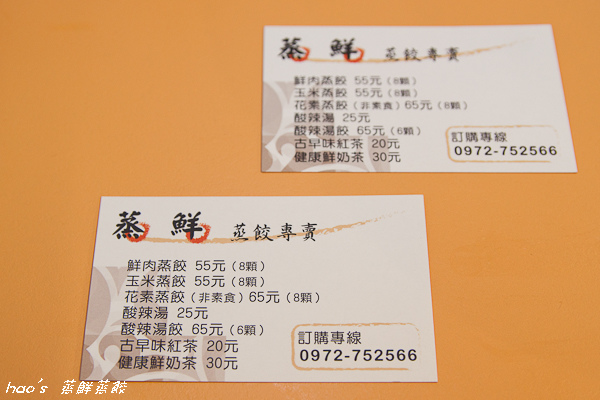 蒸鮮 蒸餃專賣
鮮肉蒸餃 55元(8顆)
玉米蒸餃 55元(8顆)
花素蒸餃(非素食)65元(8顆)
酸辣湯 25元
酸辣湯餃 65元(6顆)
古早味紅茶 20元
健康鮮奶茶 30元
訂購專線
0972-752566
蒸鮮 蒸餃專賣
鮮肉蒸餃 55元(8顆)
玉米蒸餃 55元(8顆)
花素蒸餃(非素食)65元(8顆)
酸辣湯 25元
酸辣湯餃 65元(6顆)
古早味紅茶 20元
健康鮮奶茶 30元
訂購專線
0972-752566
hao's 蒸鮮蒸餃